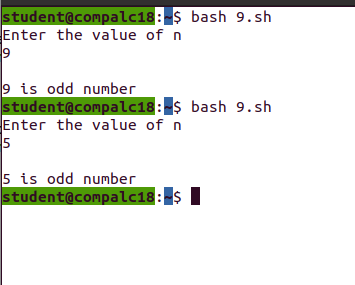 student@compalc18:~$ bash 9.sh
Enter the value of n
9
9 is odd number
student@compalc18:~$ bash 9.sh
Enter the value of n
5
5 is odd number
student@compalc18:~$